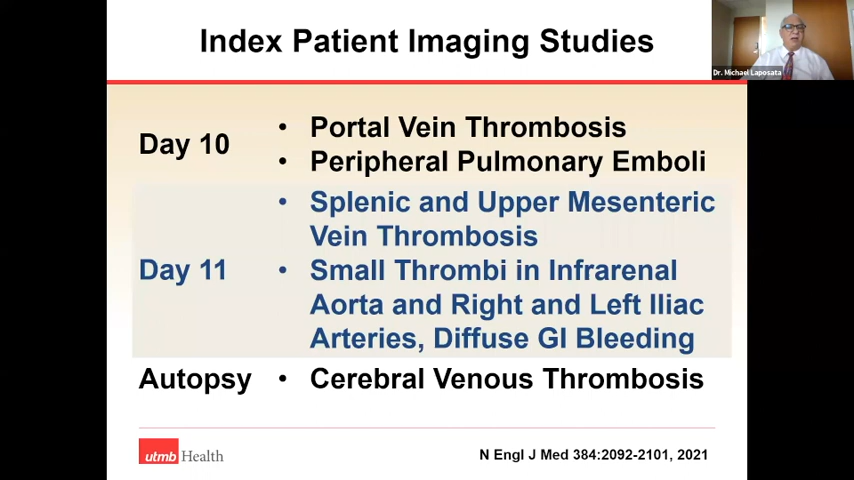 Index Patient Imaging Studies
Dr. Michael Laposata
Day 10
• Portal Vein Thrombosis
• Peripheral Pulmonary Emboli
Day 11
• Splenic and Upper Mesenteric
Vein Thrombosis
• Small Thrombi in Infrarenal
Aorta and Right and Left Iliac
Arteries, Diffuse GI Bleeding
Autopsy • Cerebral Venous Thrombosis
utmb Health
N Engl J Med 384:2092-2101, 2021